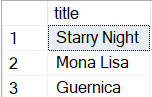 title
1 Starry Night
2 Mona Lisa
3 Guernica